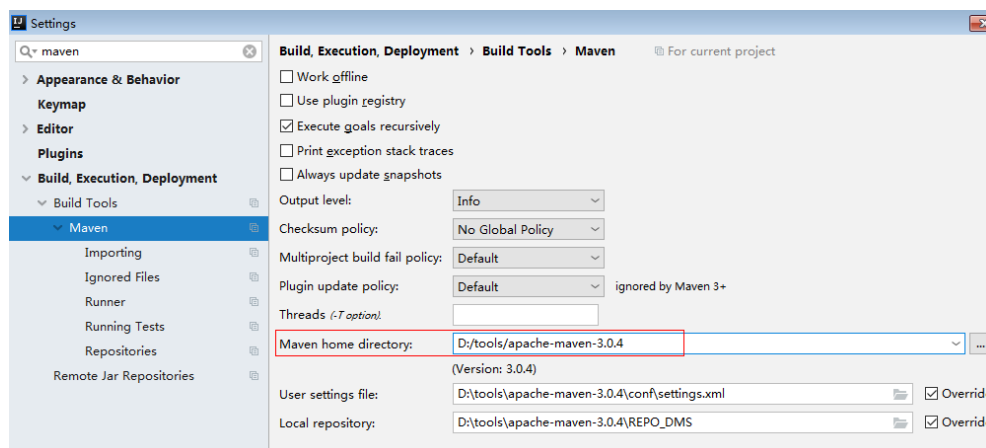 Settings
maven
Appearance & Behavior
Keymap
Editor
Plugins
Build, Execution, Deployment
Build Tools
Maven
Importing
Ignored Files
Runner
Running Tests
Repositories
Remote Jar Repositories
Build, Execution, Deployment > Build Tools > Maven For current project
Work offline
Use plugin registry
Execute goals recursively
Print exception stack traces
Always update snapshots
Output level: Info
Checksum policy: No Global Policy
Multiproject build fail policy: Default
Plugin update policy: Default ignored by Maven 3+
Threads (-T option).
Maven home directory: D:/tools/apache-maven-3.0.4 ...
(Version: 3.0.4)
User settings file: D:\tools\apache-maven-3.0.4\conf\settings.xml Overrid
Local repository: D:\tools\apache-maven-3.0.4\REPO_DMS Overrid